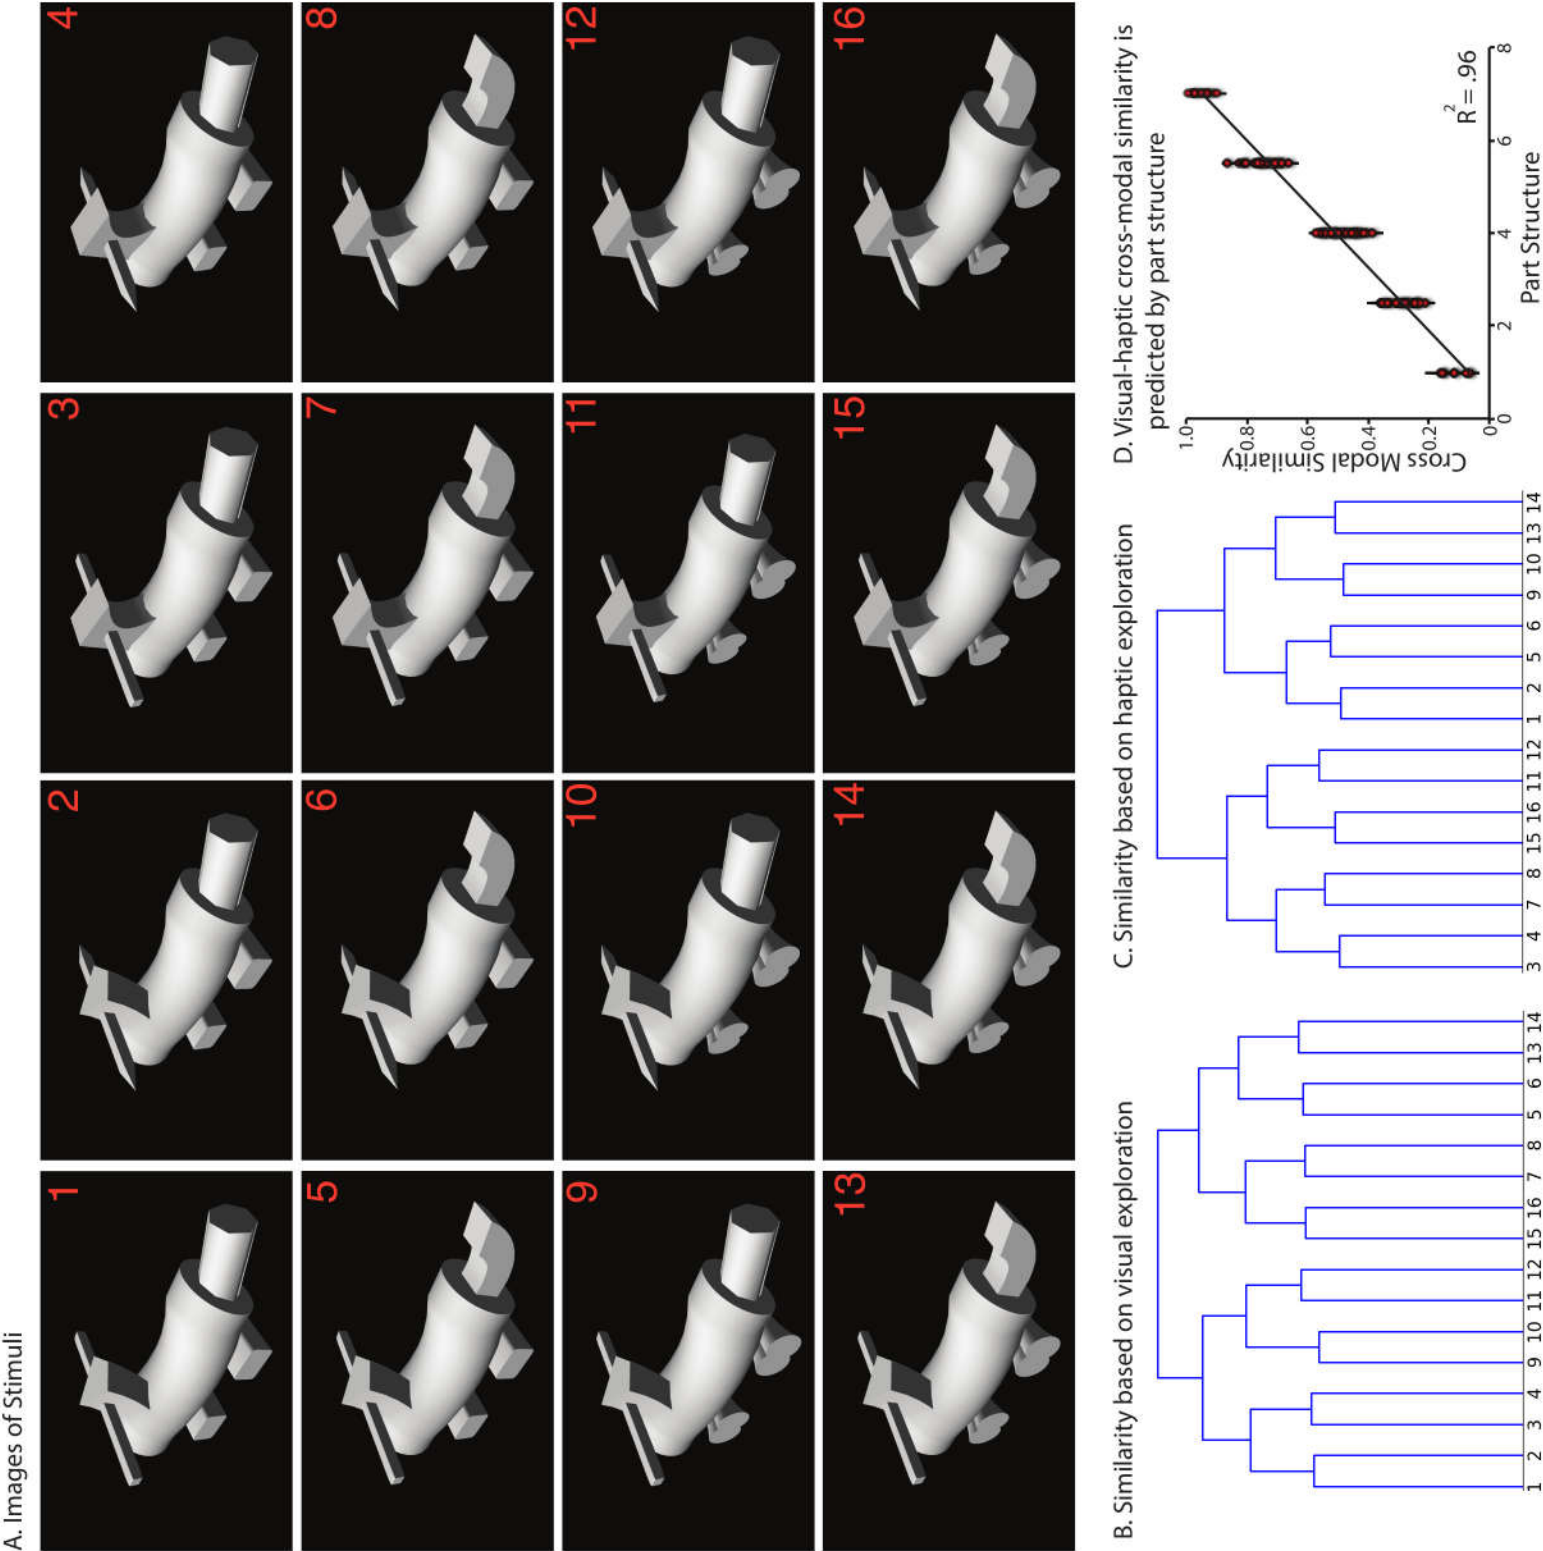 A. Images of Stimuli
1
2
3
4
5
6
7
8
9
10
11
12
13
14
15
16
B. Similarity based on visual exploration
1 2 3 4 9 10 11 12 15 16 7 8 5 6 13 14
C. Similarity based on haptic exploration
3 4 7 8 15 16 11 12 1 2 5 6 9 10 13 14
D. Visual-haptic cross-modal similarity is
predicted by part structure
Cross Modal Similarity
1.0
0.8
0.6
0.4
0.2
0
R2 = .96
0 2 4 6 8
Part Structure